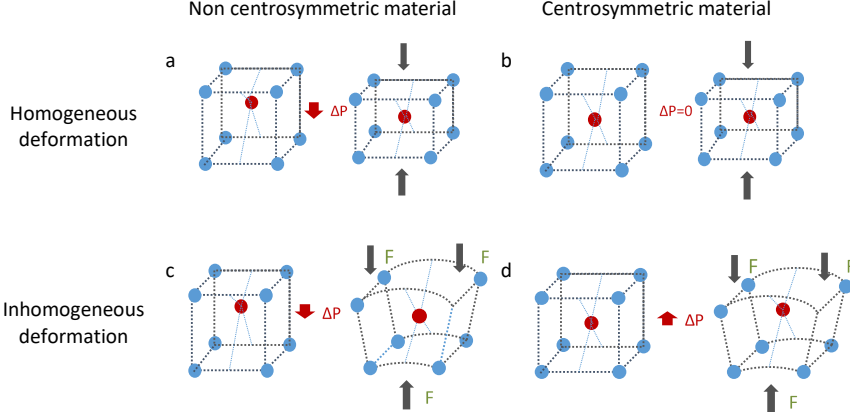 Non centrosymmetric material
Centrosymmetric material
a
b
Homogeneous
deformation
ΔP
ΔP=0
c
F
F
d
F
F
Inhomogeneous
deformation
ΔP
ΔP
F
F